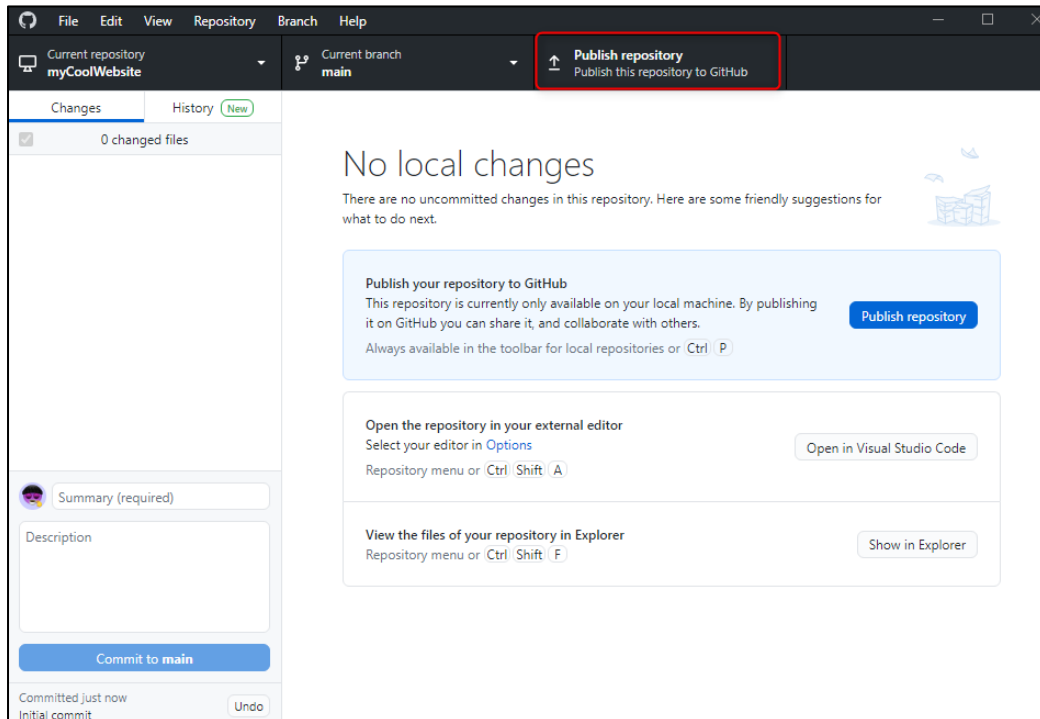 File Edit View Repository Branch Help
Current repository
myCoolWebsite
Current branch
main
Publish repository
Publish this repository to GitHub
Changes
History New
0 changed files
No local changes
There are no uncommitted changes in this repository. Here are some friendly suggestions for
what to do next.
Publish your repository to GitHub
This repository is currently only available on your local machine. By publishing
it on GitHub you can share it, and collaborate with others.
Always available in the toolbar for local repositories or Ctrl P
Publish repository
Open the repository in your external editor
Select your editor in Options
Repository menu or Ctrl Shift A
Open in Visual Studio Code
View the files of your repository in Explorer
Repository menu or Ctrl Shift F
Show in Explorer
Summary (required)
Description
Commit to main
Committed just now
Initial commit
Undo